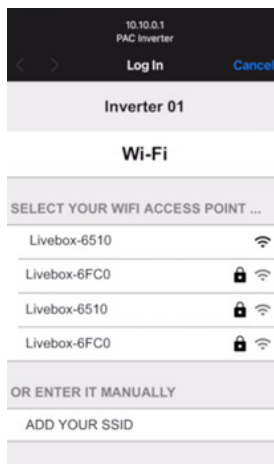 10.10.0.1
PAC Inverter
Log In
Cancel
Inverter 01
Wi-Fi
SELECT YOUR WIFI ACCESS POINT ...
Livebox-6510
Livebox-6FC0
Livebox-6510
Livebox-6FC0
OR ENTER IT MANUALLY
ADD YOUR SSID